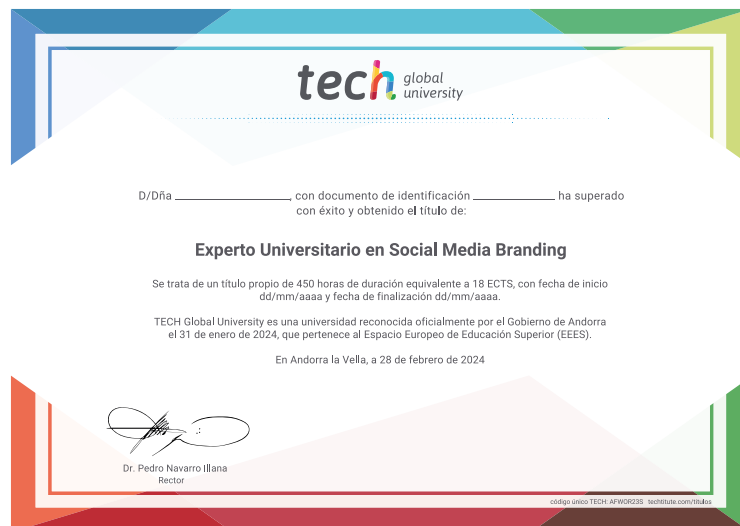 tech global university
D/Dña ____________________, con documento de identificación ______________ ha superado
con éxito y obtenido el título de:
Experto Universitario en Social Media Branding
Se trata de un título propio de 450 horas de duración equivalente a 18 ECTS, con fecha de inicio
dd/mm/aaaa y fecha de finalización dd/mm/aaaa.
TECH Global University es una universidad reconocida oficialmente por el Gobierno de Andorra
el 31 de enero de 2024, que pertenece al Espacio Europeo de Educación Superior (EEES).
En Andorra la Vella, a 28 de febrero de 2024
Dr. Pedro Navarro Illana
Rector
código único TECH: AFWOR23S techtitute.com/titulos